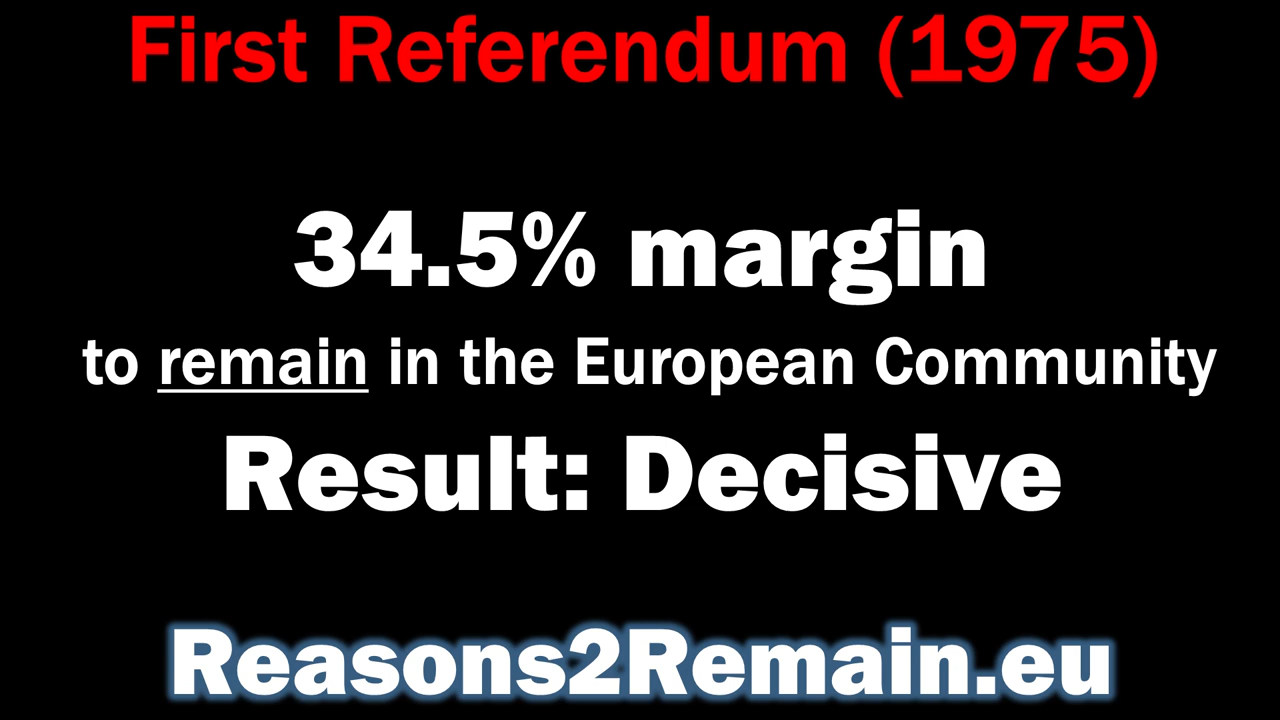 First Referendum (1975)
34.5% margin
to remain in the European Community
Result: Decisive
Reasons2Remain.eu